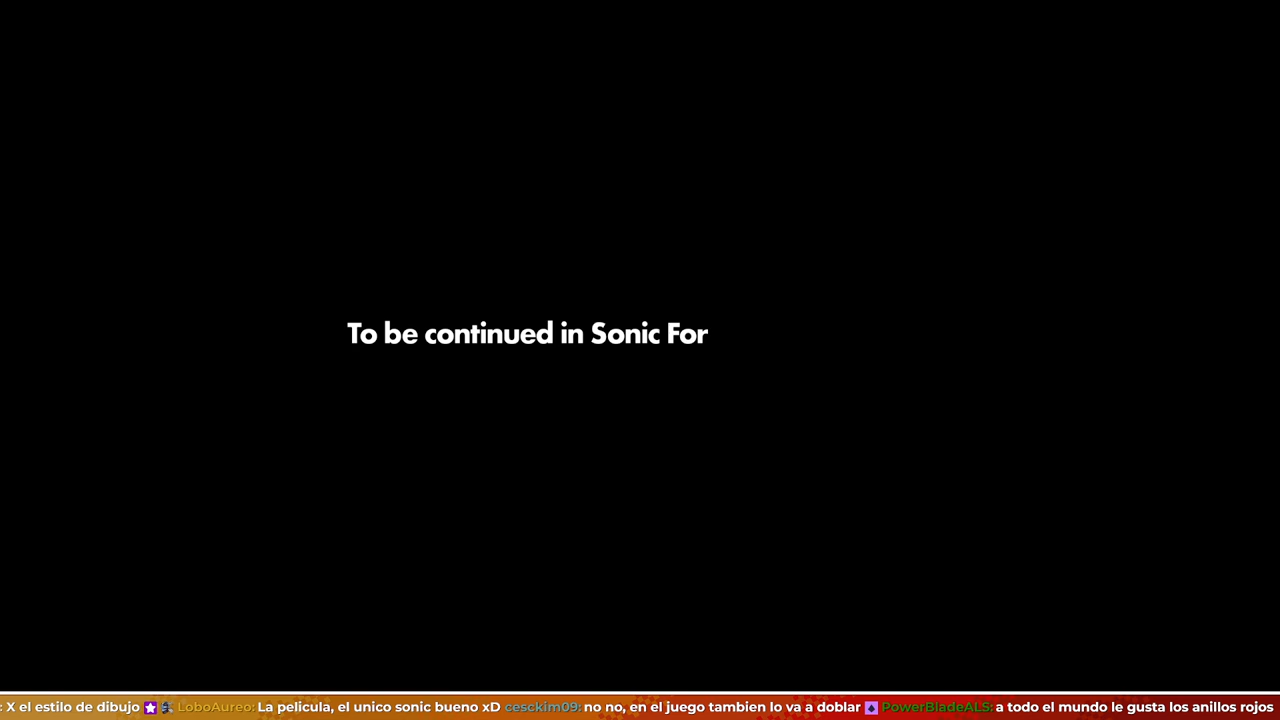 To be continued in Sonic For
: X el estilo de dibujo LoboAureo: La pelicula, el unico sonic bueno xD cesckim09: no no, en el juego tambien lo va a doblar PowerBladeALS: a todo el mundo le gusta los anillos rojos